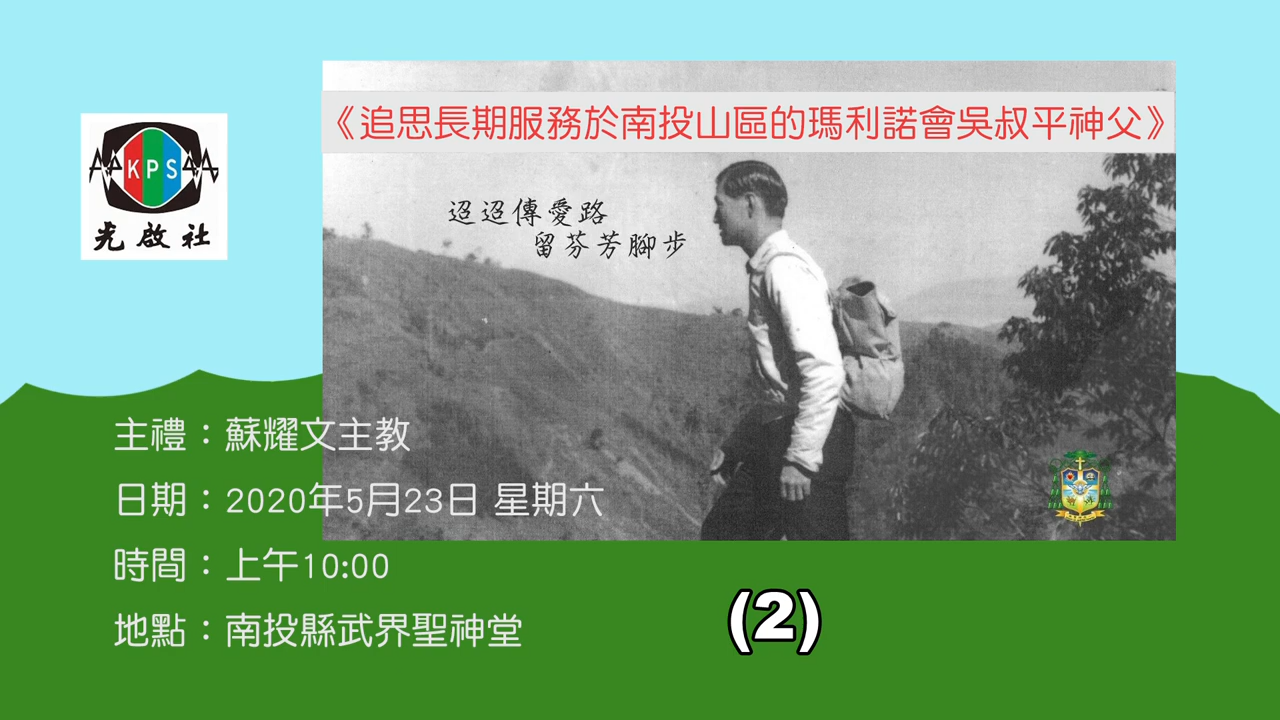 《追思長期服務於南投山區的瑪利諾會吳叔平神父》
KPS
光啟社
迢迢傳愛路
留芬芳腳步
主禮：蘇耀文主教
日期：2020年5月23日 星期六
時間：上午10:00
地點：南投縣武界聖神堂
(2)